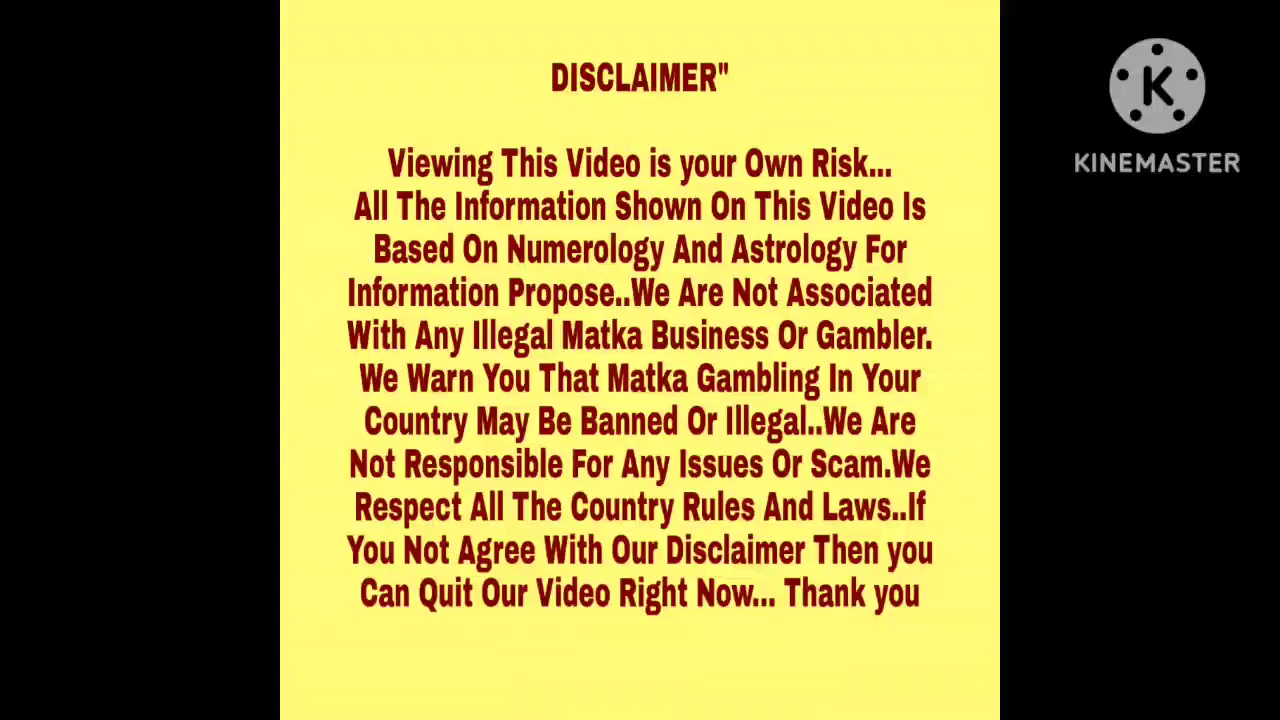 DISCLAIMER"
Viewing This Video is your Own Risk...
All The Information Shown On This Video Is
Based On Numerology And Astrology For
Information Propose..We Are Not Associated
With Any Illegal Matka Business Or Gambler.
We Warn You That Matka Gambling In Your
Country May Be Banned Or Illegal..We Are
Not Responsible For Any Issues Or Scam.We
Respect All The Country Rules And Laws..If
You Not Agree With Our Disclaimer Then you
Can Quit Our Video Right Now... Thank you
K
KINEMASTER